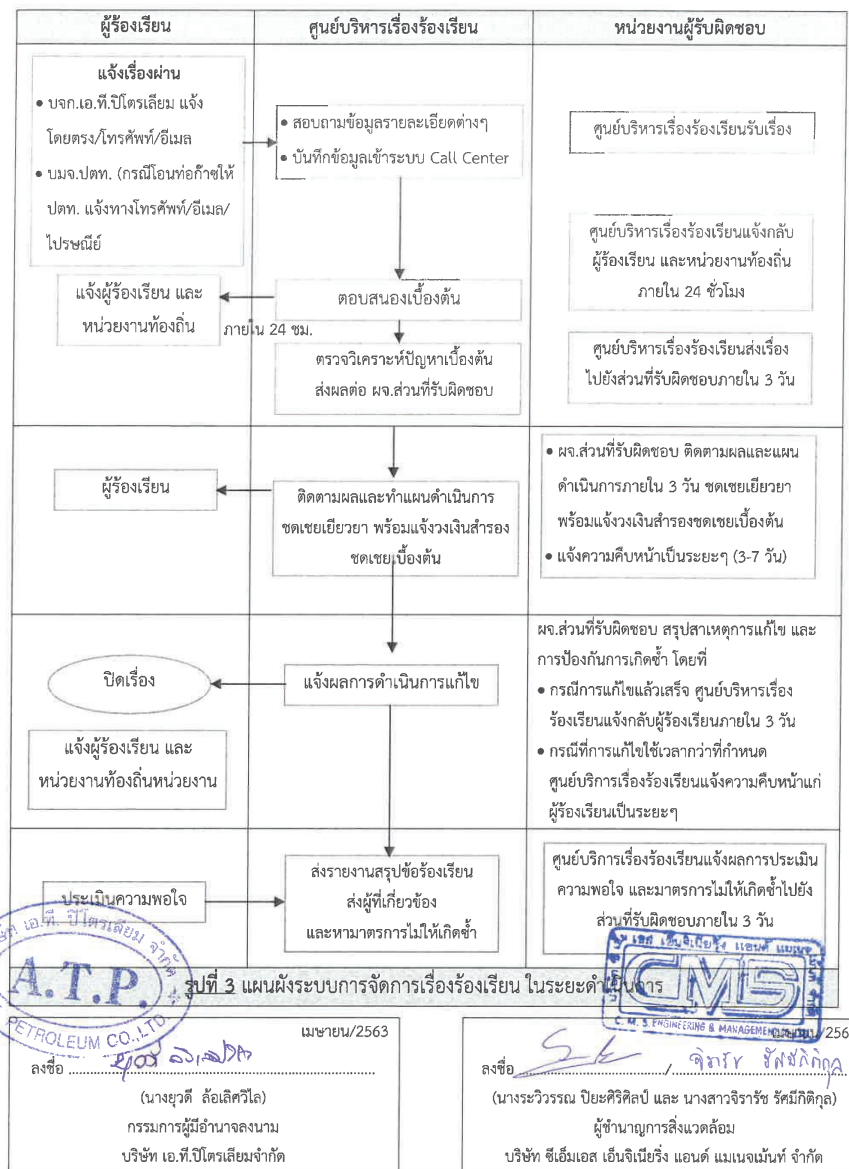 ผู้ร้องเรียน
ศูนย์บริหารเรื่องร้องเรียน
หน่วยงานผู้รับผิดชอบ
แจ้งเรื่องผ่าน
• บจก.เอ.ที.ปิโตรเลียม แจ้ง
โดยตรง/โทรศัพท์/อีเมล
• บมจ.ปตท. (กรณีโอนท่อก๊าซให้
ปตท. แจ้งทางโทรศัพท์/อีเมล/
ไปรษณีย์
• สอบถามข้อมูลรายละเอียดต่างๆ
• บันทึกข้อมูลเข้าระบบ Call Center
ศูนย์บริหารเรื่องร้องเรียนรับเรื่อง
ศูนย์บริหารเรื่องร้องเรียนแจ้งกลับ
ผู้ร้องเรียน และหน่วยงานท้องถิ่น
ภายใน 24 ชั่วโมง
แจ้งผู้ร้องเรียน และ
หน่วยงานท้องถิ่น
ภายใน 24 ชม.
ตอบสนองเบื้องต้น
ตรวจวิเคราะห์ปัญหาเบื้องต้น
ส่งผลต่อ ผจ.ส่วนที่รับผิดชอบ
ศูนย์บริหารเรื่องร้องเรียนส่งเรื่อง
ไปยังส่วนที่รับผิดชอบภายใน 3 วัน
ผู้ร้องเรียน
ติดตามผลและทำแผนดำเนินการ
ชดเชยเยียวยา พร้อมแจ้งวงเงินสำรอง
ชดเชยเบื้องต้น
• ผจ.ส่วนที่รับผิดชอบ ติดตามผลและแผน
ดำเนินการภายใน 3 วัน ชดเชยเยียวยา
พร้อมแจ้งวงเงินสำรองชดเชยเบื้องต้น
• แจ้งความคืบหน้าเป็นระยะๆ (3-7 วัน)
ปิดเรื่อง
แจ้งผู้ร้องเรียน และ
หน่วยงานท้องถิ่นหน่วยงาน
แจ้งผลการดำเนินการแก้ไข
ผจ.ส่วนที่รับผิดชอบ สรุปสาเหตุการแก้ไข และ
การป้องกันการเกิดซ้ำ โดยที่
• กรณีการแก้ไขแล้วเสร็จ ศูนย์บริหารเรื่อง
ร้องเรียนแจ้งกลับผู้ร้องเรียนภายใน 3 วัน
• กรณีที่การแก้ไขใช้เวลากว่าที่กำหนด
ศูนย์บริการเรื่องร้องเรียนแจ้งความคืบหน้าแก่
ผู้ร้องเรียนเป็นระยะๆ
ประเมินความพอใจ
ส่งรายงานสรุปข้อร้องเรียน
ส่งผู้ที่เกี่ยวข้อง
และหามาตรการไม่ให้เกิดซ้ำ
ศูนย์บริการเรื่องร้องเรียนแจ้งผลการประเมิน
ความพอใจ และมาตรการไม่ให้เกิดซ้ำไปยัง
ส่วนที่รับผิดชอบภายใน 3 วัน
เอ.ที. ปิโตรเลียม จำกัด
A.T.P.
PETROLEUM CO.,LTD.
เอส เอ็นจิเนียริ่ง แอนด์ แมเนจ
CMS
C. M. S. ENGINEERING & MANAGEMENT
รูปที่ 3 แผนผังระบบการจัดการเรื่องร้องเรียน ในระยะดำเนินการ
เมษายน/2563
ลงชื่อ
(นางยุวดี ล้อเลิศวิไล)
กรรมการผู้มีอำนาจลงนาม
บริษัท เอ.ที.ปิโตรเลียมจำกัด
เมษายน/256
ลงชื่อ
(นางระวิวรรณ ปิยะศิริศิลป์ และ นางสาวจิรารัช รัศมีกิติกุล)
ผู้ชำนาญการสิ่งแวดล้อม
บริษัท ซีเอ็มเอส เอ็นจิเนียริ่ง แอนด์ แมเนจเม้นท์ จำกัด